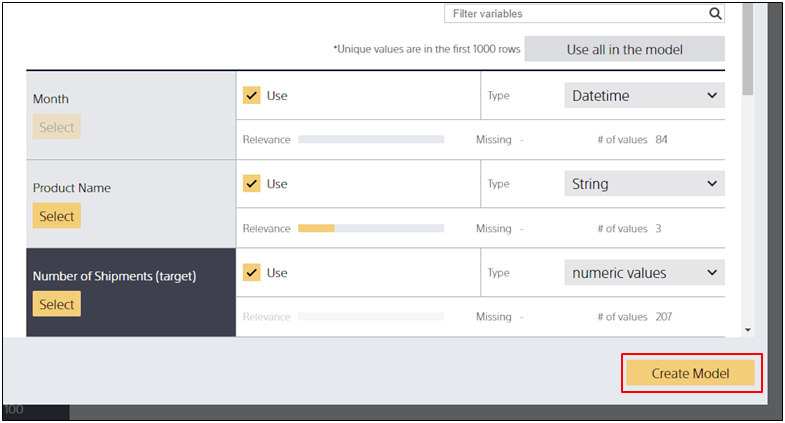 Filter variables
*Unique values are in the first 1000 rows Use all in the model
Month
Use Type Datetime
Select
Relevance Missing - # of values 84
Product Name
Use Type String
Select
Relevance Missing - # of values 3
Number of Shipments (target)
Use Type numeric values
Select
Relevance Missing - # of values 207
Create Model
100